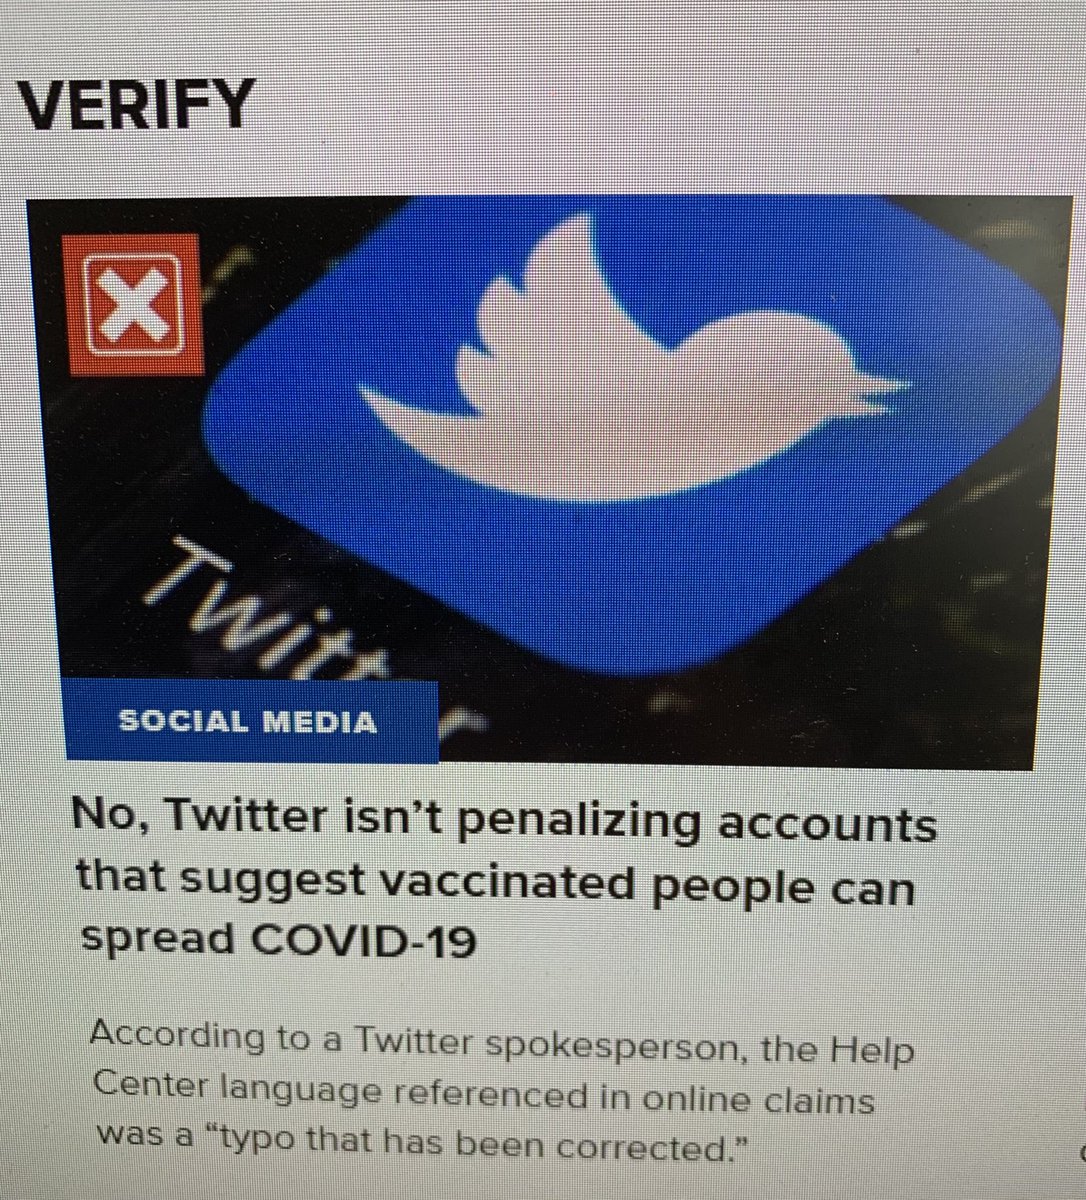 VERIFY
Twitter
SOCIAL MEDIA
No, Twitter isn't penalizing accounts
that suggest vaccinated people can
spread COVID-19
According to a Twitter spokesperson, the Help
Center language referenced in online claims
was a “typo that has been corrected.”